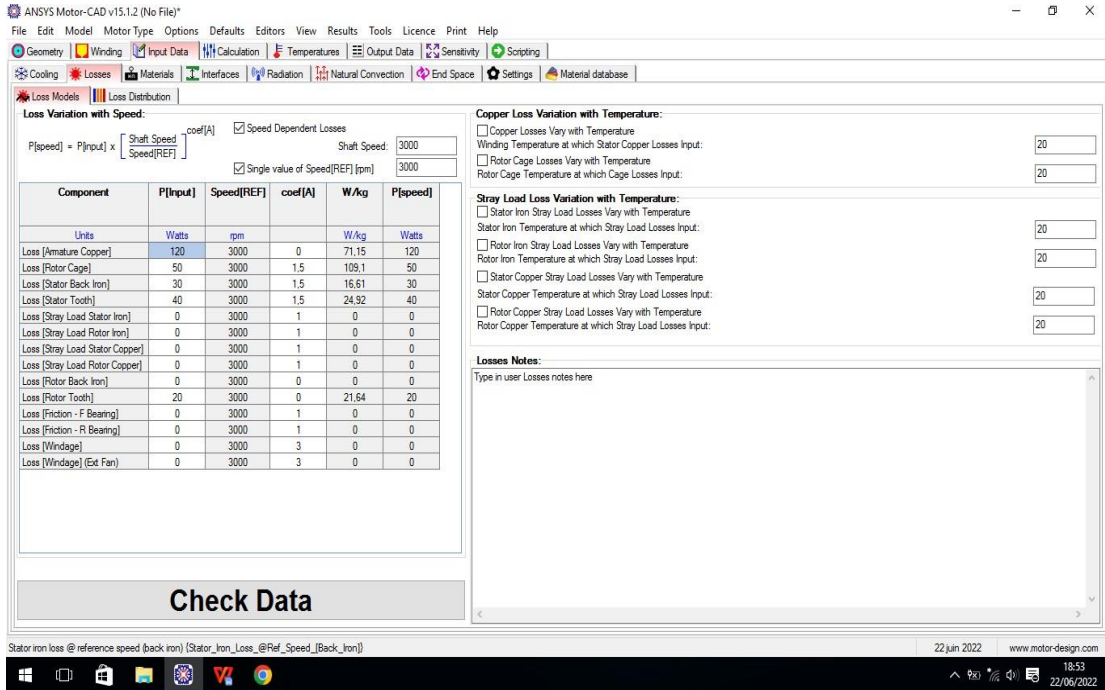 ANSYS Motor-CAD v15.1.2 (No File)*
File Edit Model Motor Type Options Defaults Editors View Results Tools Licence Print Help
Geometry Winding Input Data Calculation Temperatures Output Data Sensitivity Scripting
Cooling Losses Materials Interfaces Radiation Natural Convection End Space Settings Material database
Loss Models Loss Distribution
Loss Variation with Speed:
P[speed] = P[input] x [ Shaft Speed / Speed[REF] ] coef[A]
Speed Dependent Losses
Shaft Speed: 3000
Single value of Speed[REF] [rpm] 3000
Component P[Input] Speed[REF] coef[A] W/kg P[speed]
Units Watts rpm W/kg Watts
Loss [Armature Copper] 120 3000 0 71,15 120
Loss [Rotor Cage] 50 3000 1,5 109,1 50
Loss [Stator Back Iron] 30 3000 1,5 16,61 30
Loss [Stator Tooth] 40 3000 1,5 24,92 40
Loss [Stray Load Stator Iron] 0 3000 1 0 0
Loss [Stray Load Rotor Iron] 0 3000 1 0 0
Loss [Stray Load Stator Copper] 0 3000 1 0 0
Loss [Stray Load Rotor Copper] 0 3000 1 0 0
Loss [Rotor Back Iron] 0 3000 0 0 0
Loss [Rotor Tooth] 20 3000 0 21,64 20
Loss [Friction - F Bearing] 0 3000 1 0 0
Loss [Friction - R Bearing] 0 3000 1 0 0
Loss [Windage] 0 3000 3 0 0
Loss [Windage] (Ext Fan) 0 3000 3 0 0
Check Data
Copper Loss Variation with Temperature:
Copper Losses Vary with Temperature
Winding Temperature at which Stator Copper Losses Input: 20
Rotor Cage Losses Vary with Temperature
Rotor Cage Temperature at which Cage Losses Input: 20
Stray Load Loss Variation with Temperature:
Stator Iron Stray Load Losses Vary with Temperature
Stator Iron Temperature at which Stray Load Losses Input: 20
Rotor Iron Stray Load Losses Vary with Temperature
Rotor Iron Temperature at which Stray Load Losses Input: 20
Stator Copper Stray Load Losses Vary with Temperature
Stator Copper Temperature at which Stray Load Losses Input: 20
Rotor Copper Stray Load Losses Vary with Temperature
Rotor Copper Temperature at which Stray Load Losses Input: 20
Losses Notes:
Type in user Losses notes here
Stator iron loss @ reference speed (back iron) {Stator_Iron_Loss_@Ref_Speed_[Back_Iron]}
22 juin 2022 www.motor-design.com
18:53
22/06/2022